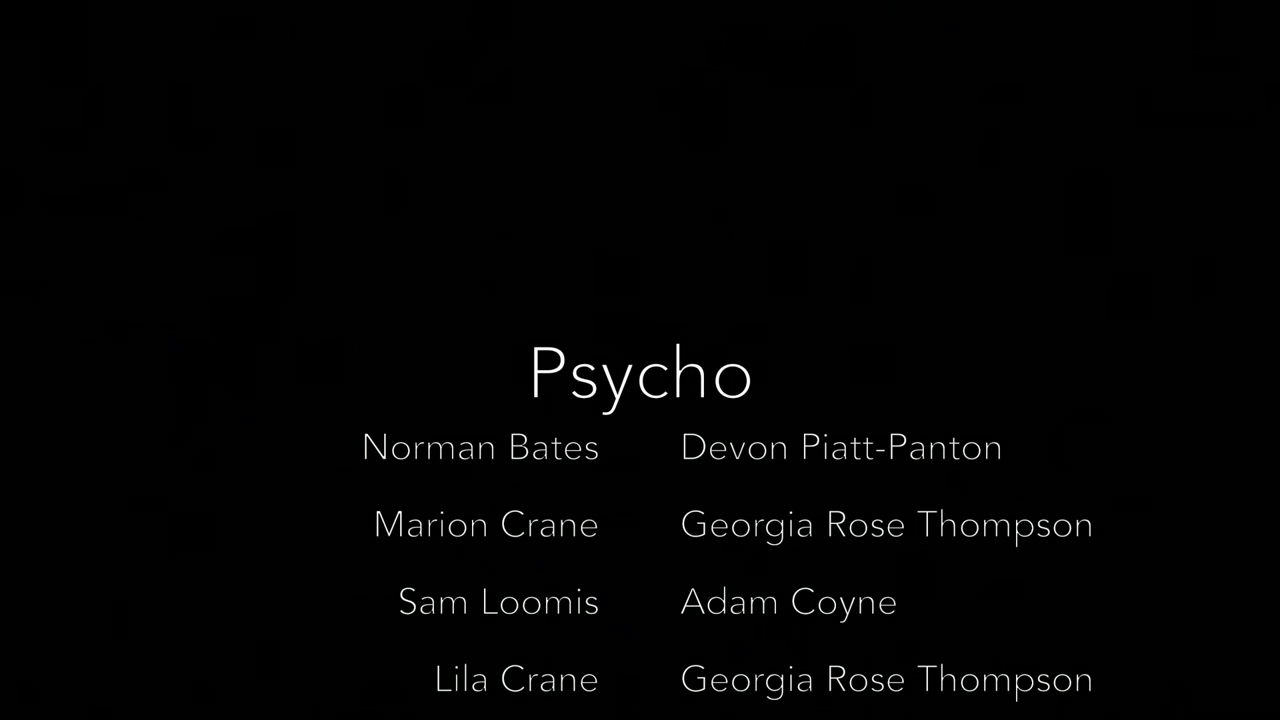 Psycho
Norman Bates Devon Piatt-Panton
Marion Crane Georgia Rose Thompson
Sam Loomis Adam Coyne
Lila Crane Georgia Rose Thompson